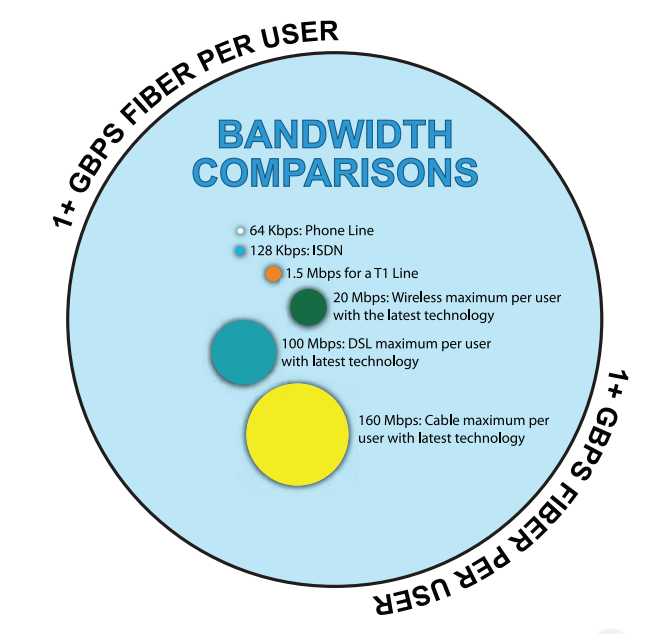 1+ GBPS FIBER PER USER
BANDWIDTH
COMPARISONS
64 Kbps: Phone Line
128 Kbps: ISDN
1.5 Mbps for a T1 Line
20 Mbps: Wireless maximum per user
with the latest technology
100 Mbps: DSL maximum per user
with latest technology
160 Mbps: Cable maximum per
user with latest technology
1+ GBPS FIBER PER USER